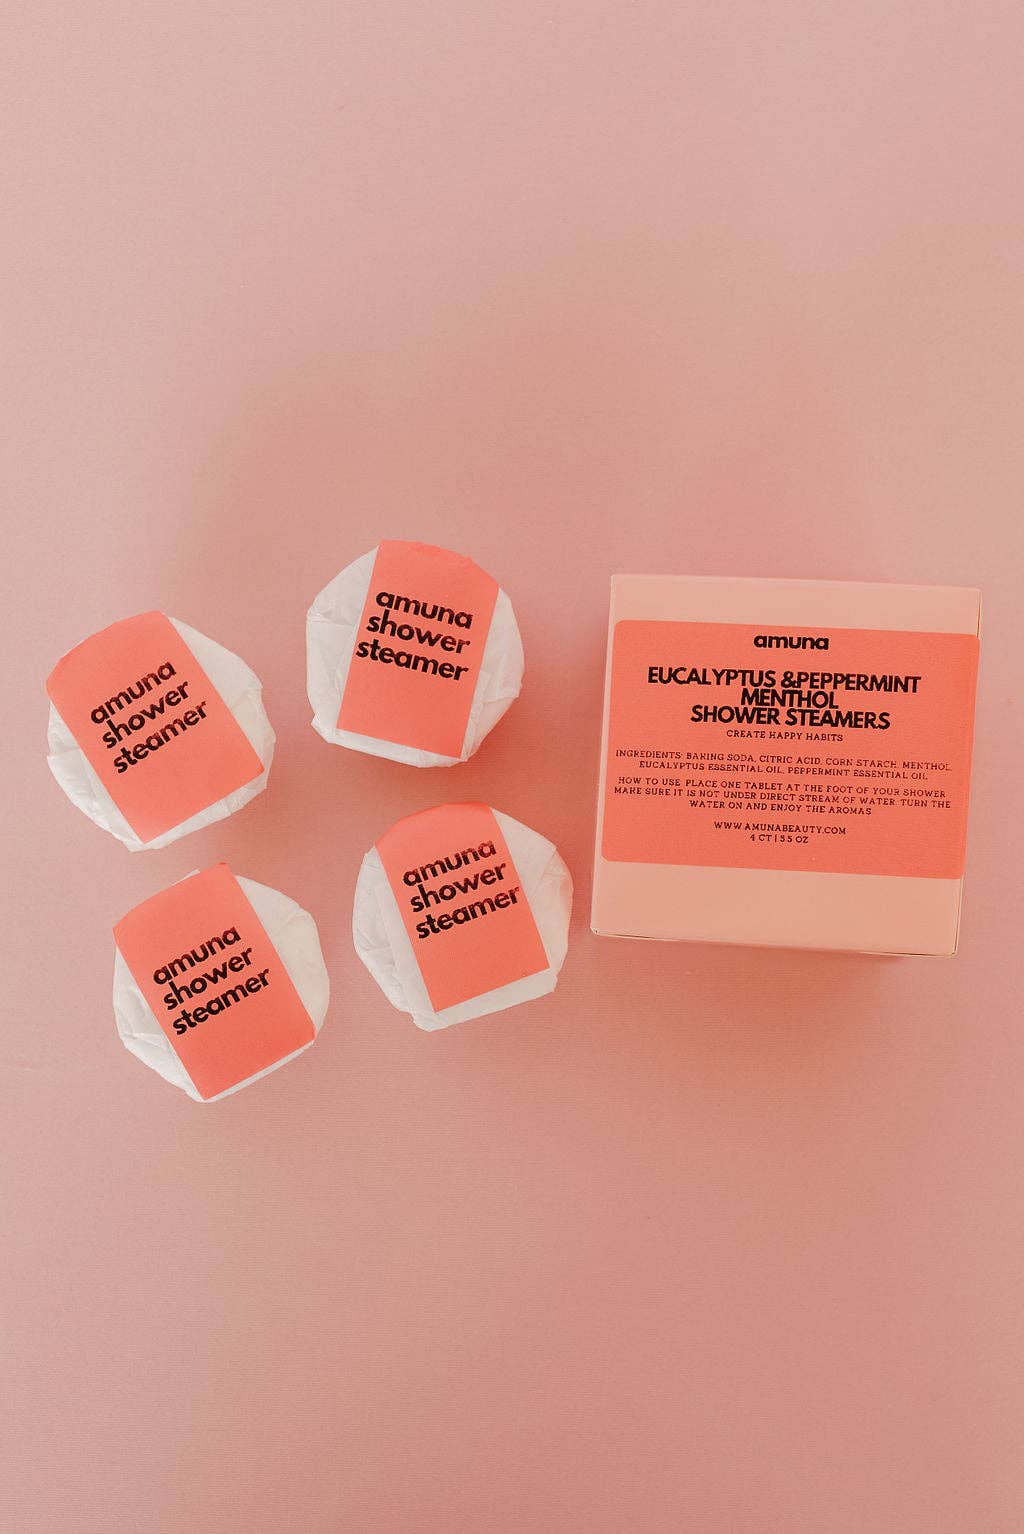 amuna
shower
steamer
amuna
shower
steamer
amuna
shower
steamer
amuna
shower
steamer
amuna
EUCALYPTUS &PEPPERMINT
MENTHOL
SHOWER STEAMERS
CREATE HAPPY HABITS
INGREDIENTS: BAKING SODA, CITRIC ACID, CORN STARCH, MENTHOL,
EUCALYPTUS ESSENTIAL OIL, PEPPERMINT ESSENTIAL OIL
HOW TO USE: PLACE ONE TABLET AT THE FOOT OF YOUR SHOWER
MAKE SURE IT IS NOT UNDER DIRECT STREAM OF WATER. TURN THE
WATER ON AND ENJOY THE AROMAS
WWW.AMUNABEAUTY.COM
4 CT | 5.5 OZ